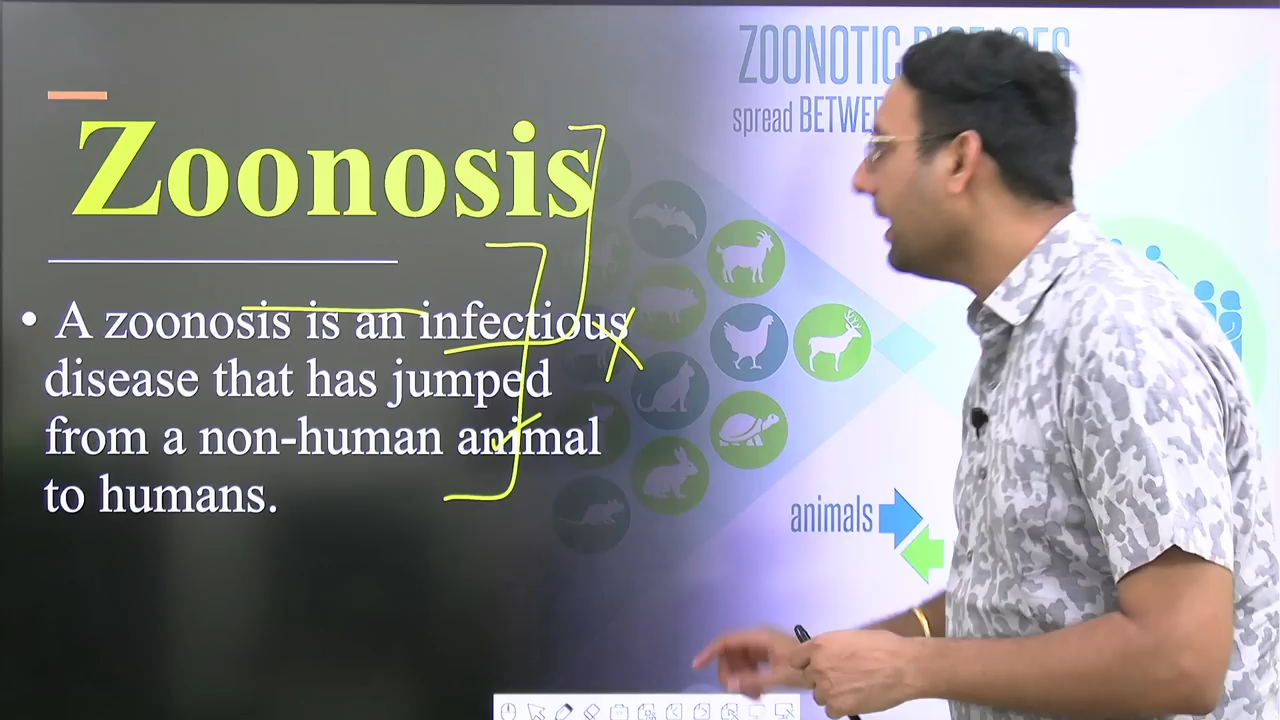 ZOONOTIC DISEASES
spread BETWE
Zoonosis
• A zoonosis is an infectious
disease that has jumped
from a non-human animal
to humans.
animals